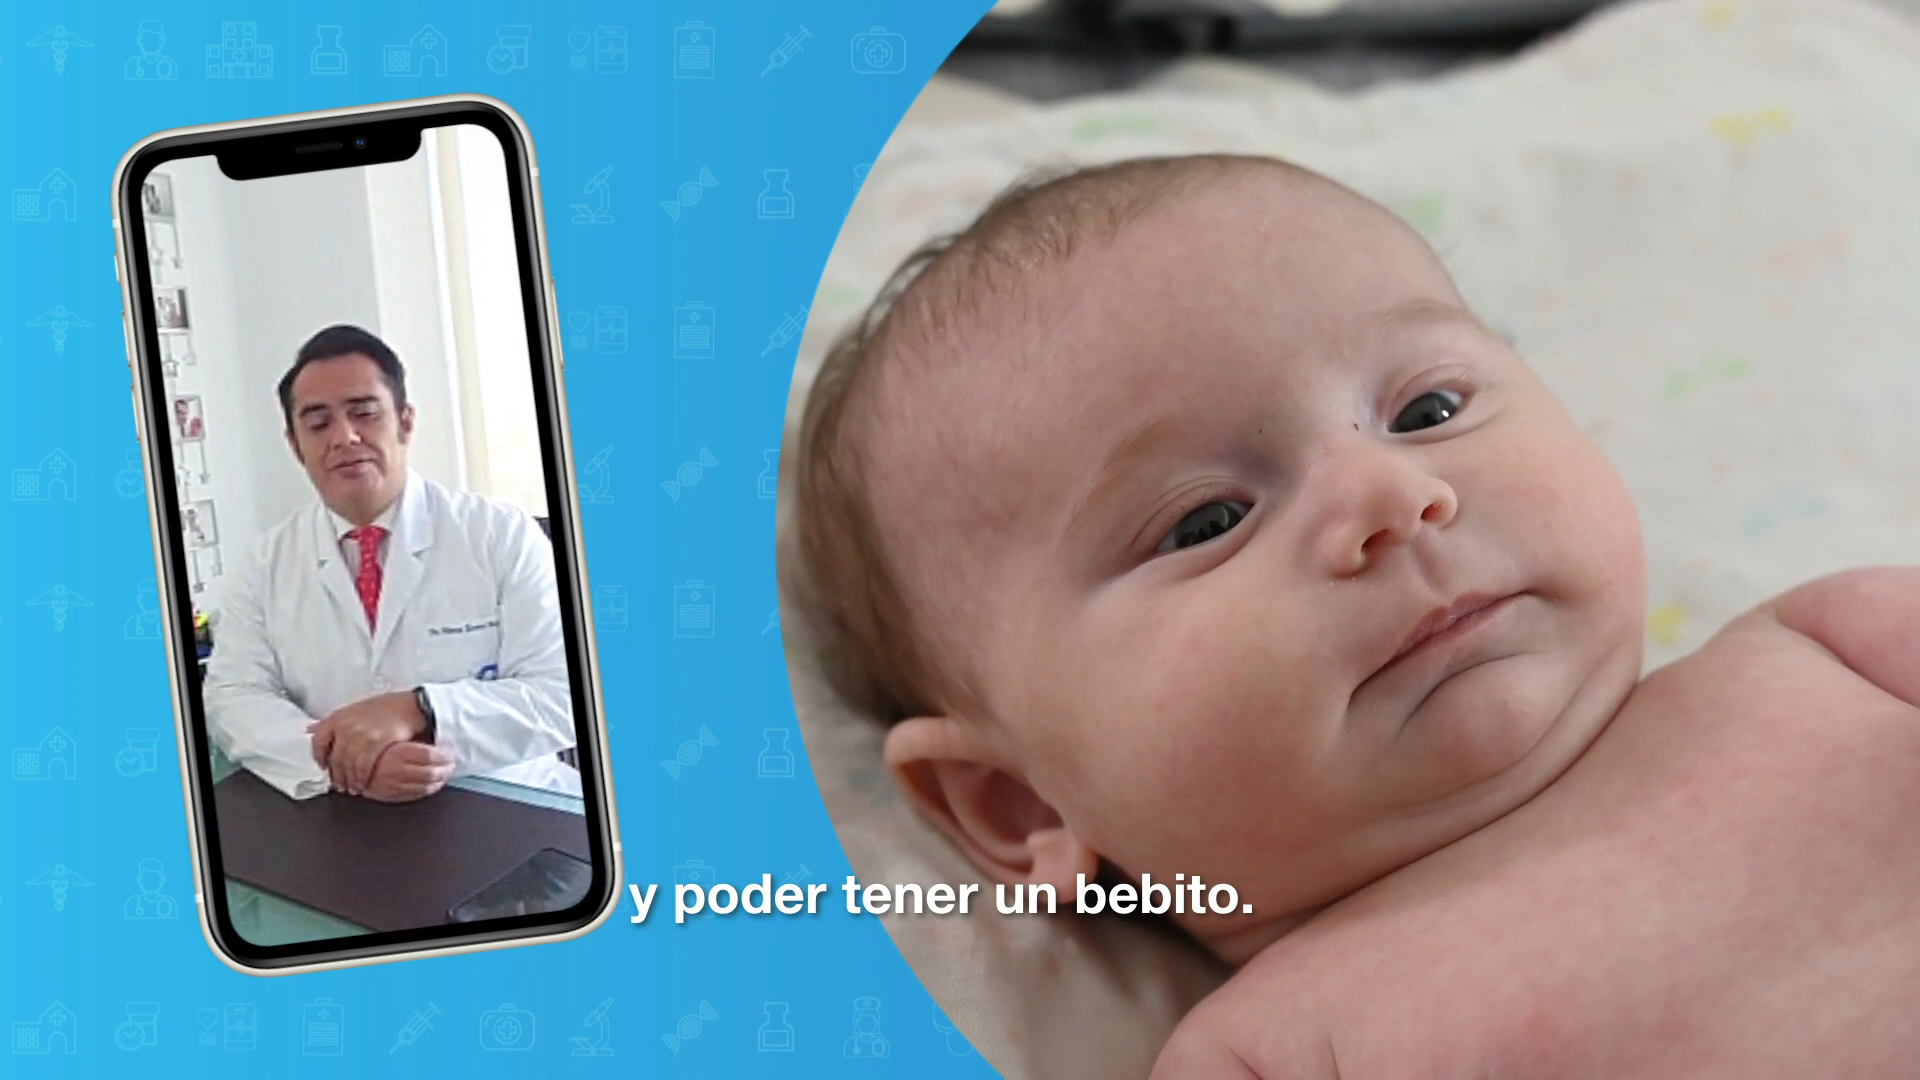 y poder tener un bebito.